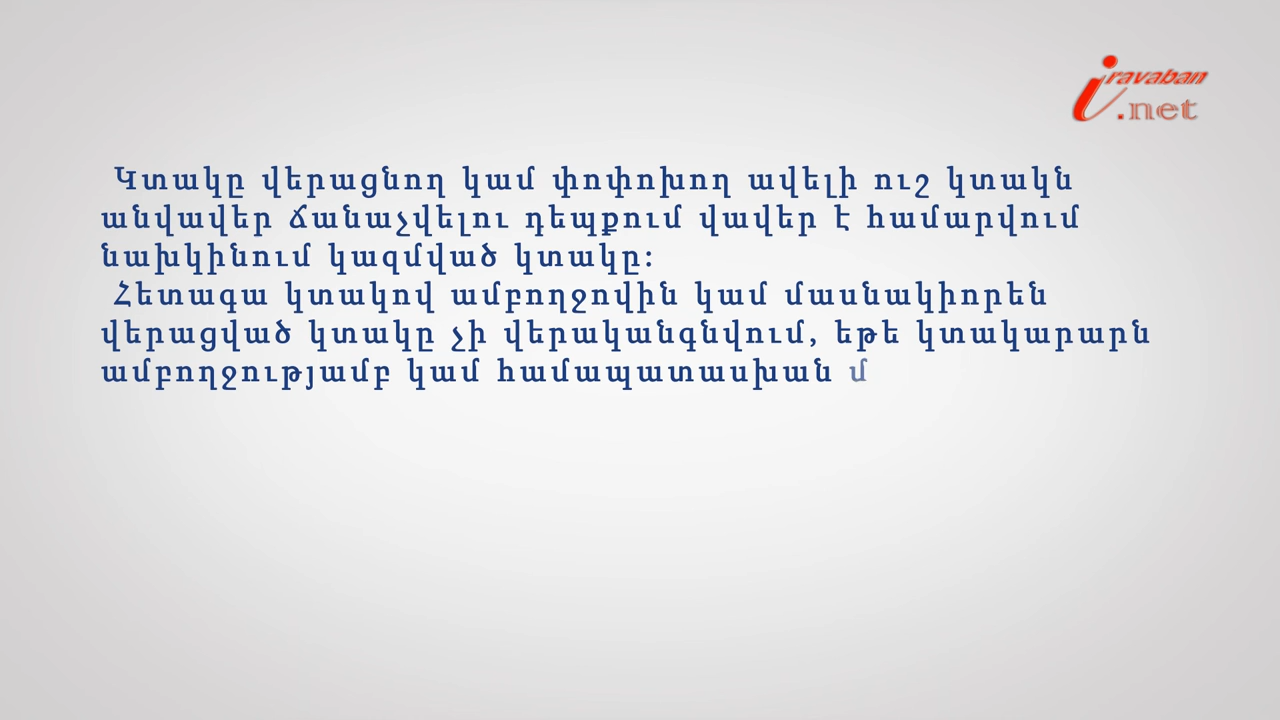 iravaban
.net
Կտակը վերացնող կամ փոփոխող ավելի ուշ կտակն
անվավեր ճանաչվելու դեպքում վավեր է համարվում
նախկինում կազմված կտակը:
Հետագա կտակով ամբողջովին կամ մասնակիորեն
վերացված կտակը չի վերականգնվում, եթե կտակարարն
ամբողջությամբ կամ համապատասխան մ